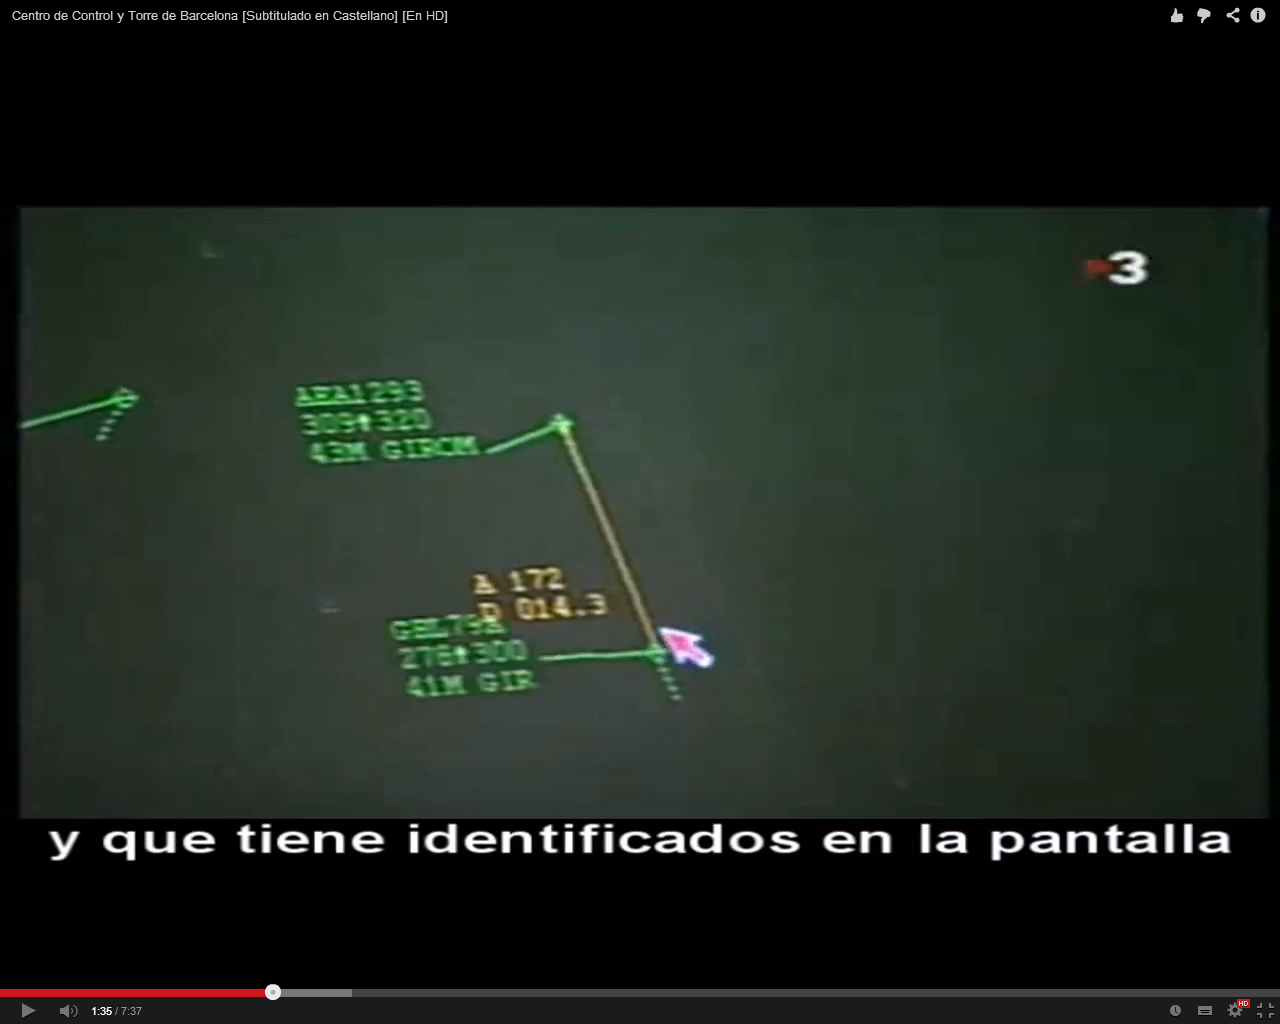 Centro de Control y Torre de Barcelona [Subtitulado en Castellano] [En HD]
3
AEA1293
309↑320
43M GIROM
A 172
D 014.3
276↑300
41M GIR
y que tiene identificados en la pantalla
1:35 / 7:37
HD